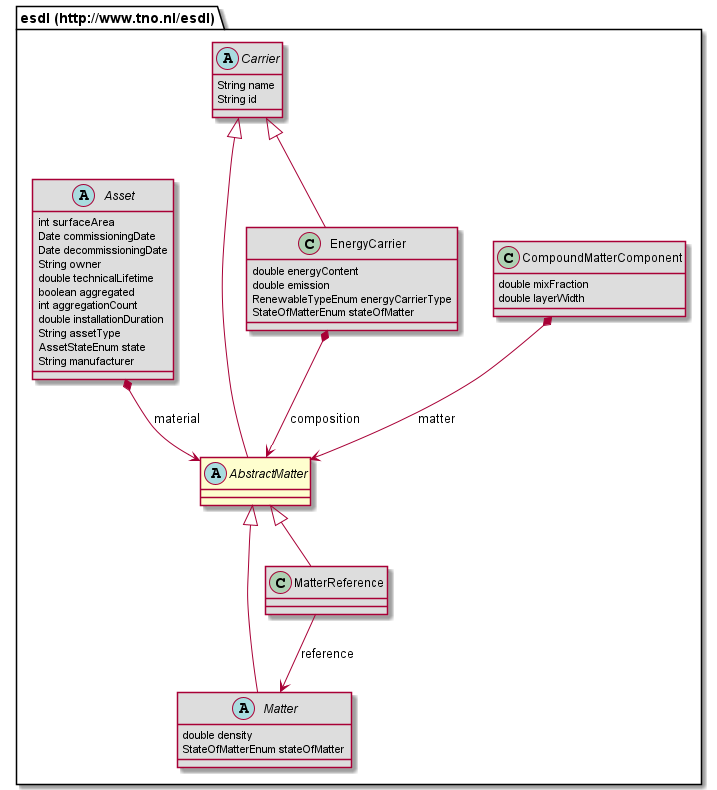 esdl (http://www.tno.nl/esdl)
A Carrier
String name
String id
A Asset
int surfaceArea
Date commissioningDate
Date decommissioningDate
String owner
double technicalLifetime
boolean aggregated
int aggregationCount
double installationDuration
String assetType
AssetStateEnum state
String manufacturer
C EnergyCarrier
double energyContent
double emission
RenewableTypeEnum energyCarrierType
StateOfMatterEnum stateOfMatter
C CompoundMatterComponent
double mixFraction
double layerWidth
material
composition
matter
A AbstractMatter
C MatterReference
reference
A Matter
double density
StateOfMatterEnum stateOfMatter